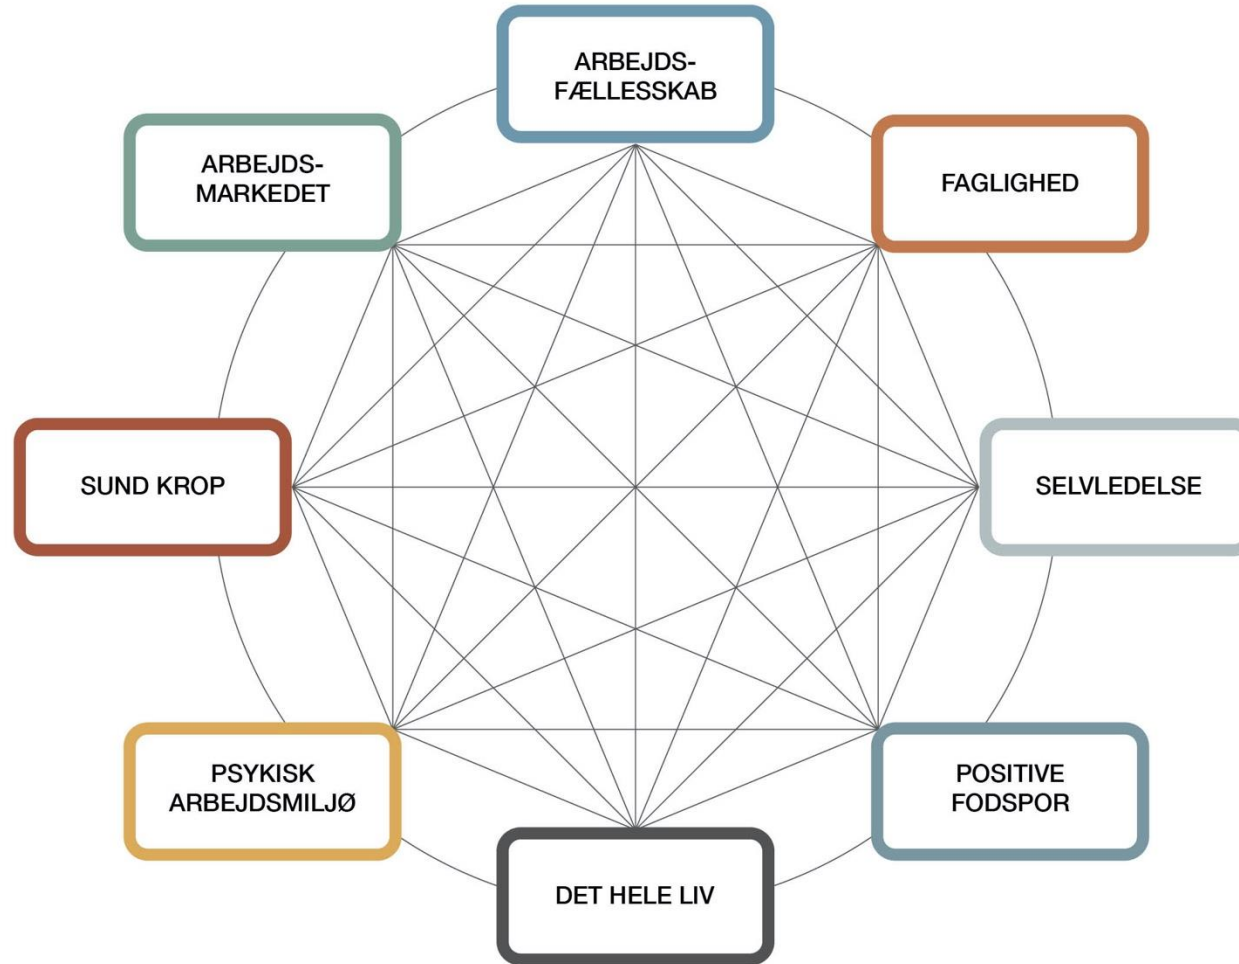 ARBEJDS-
FÆLLESSKAB
ARBEJDS-
MARKEDET
FAGLIGHED
SUND KROP
SELVLEDELSE
PSYKISK
ARBEJDSMILJØ
POSITIVE
FODSPOR
DET HELE LIV